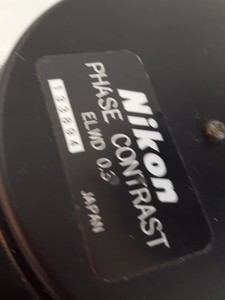 Nikon
PHASE CONTRAST
ELWD 0.3
JAPAN